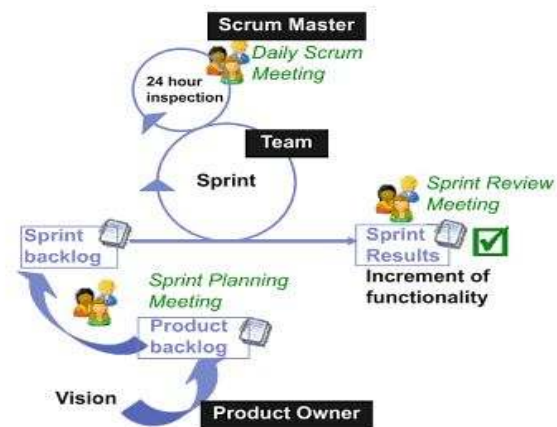 Scrum Master
Daily Scrum
Meeting
24 hour
inspection
Team
Sprint
Sprint Review
Meeting
Sprint
backlog
Sprint
Results
Increment of
functionality
Sprint Planning
Meeting
Product
backlog
Vision
Product Owner